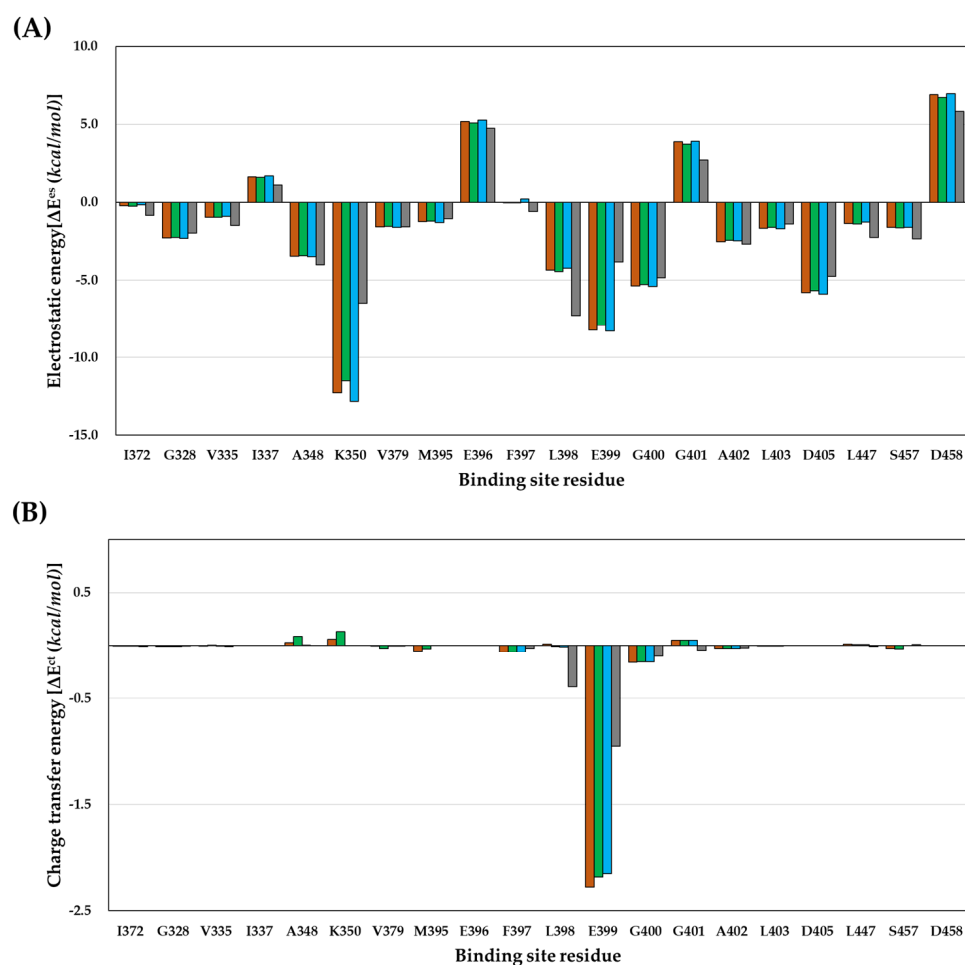 (A)
Electrostatic energy[ΔEᵉˢ (kcal/mol)]
10.0
5.0
0.0
-5.0
-10.0
-15.0
I372 G328 V335 I337 A348 K350 V379 M395 E396 F397 L398 E399 G400 G401 A402 L403 D405 L447 S457 D458
Binding site residue
(B)
Charge transfer energy [ΔEᶜᵗ (kcal/mol)]
0.5
-0.5
-1.5
-2.5
I372 G328 V335 I337 A348 K350 V379 M395 E396 F397 L398 E399 G400 G401 A402 L403 D405 L447 S457 D458
Binding site residue